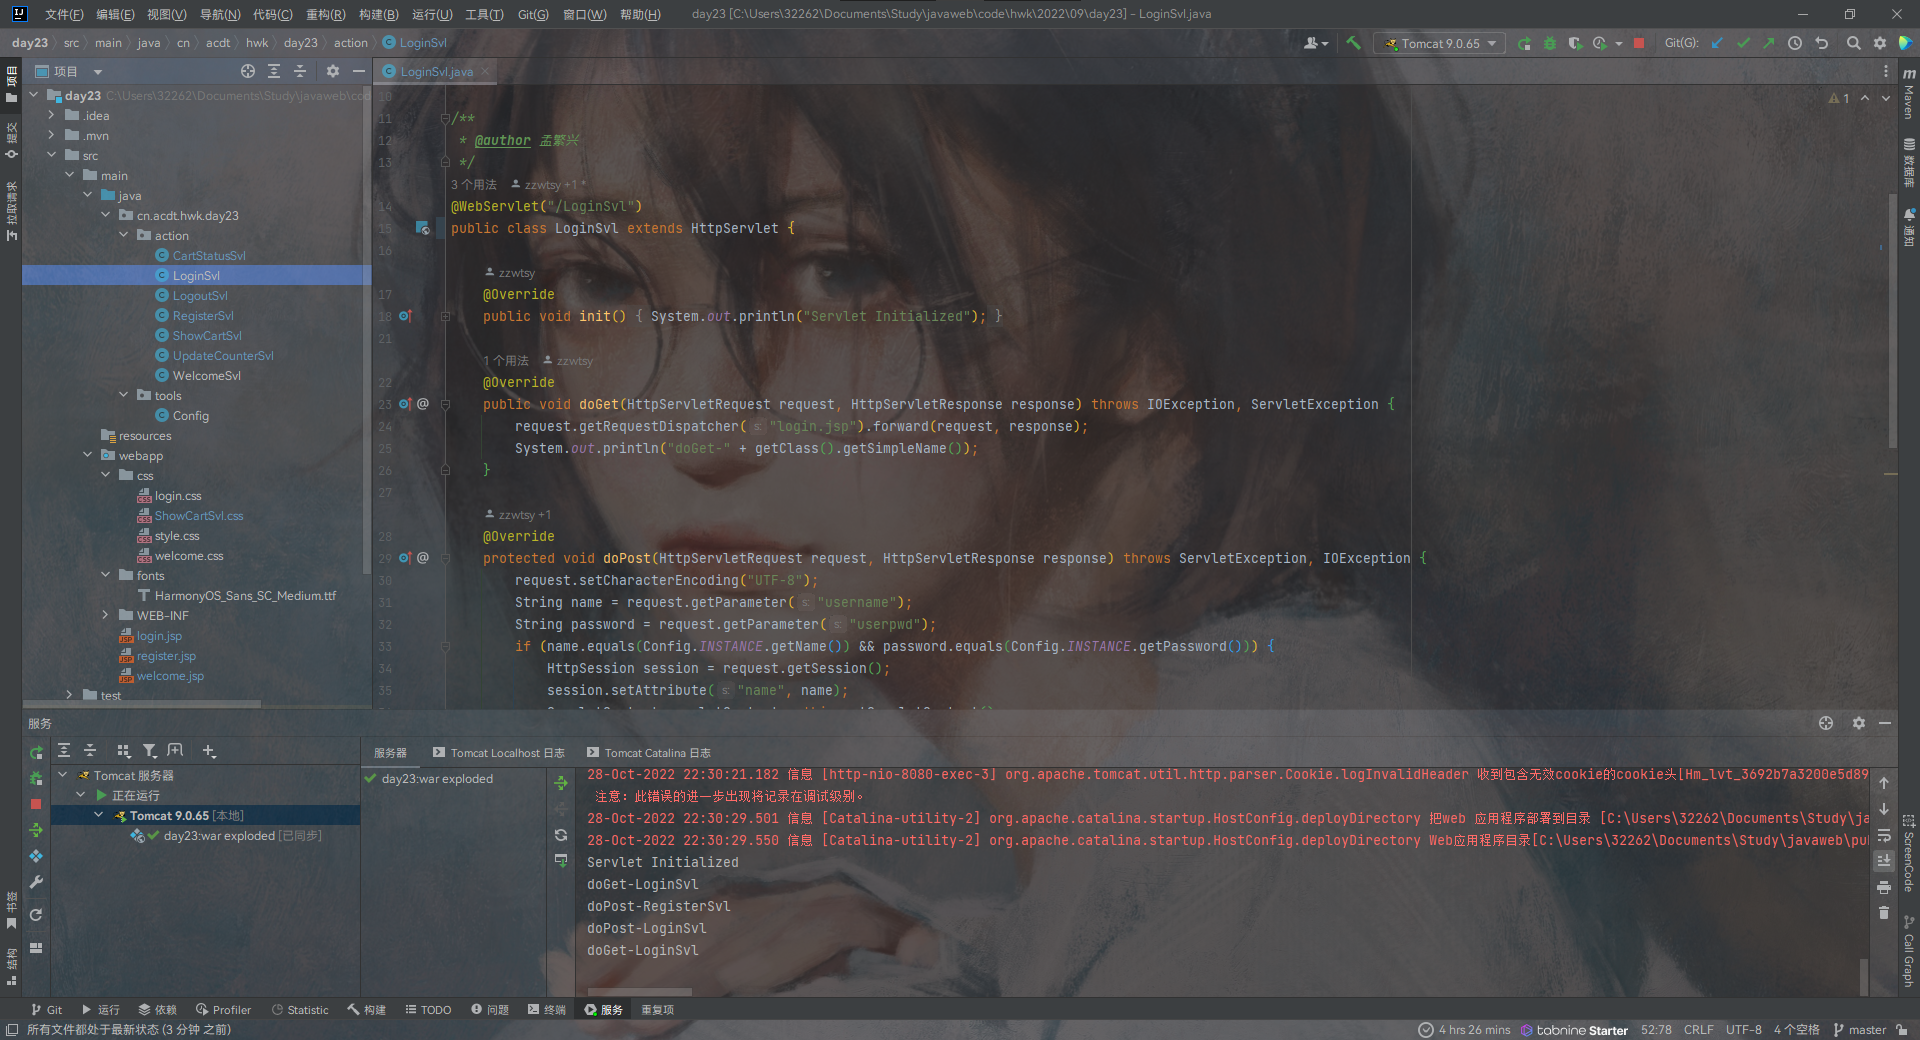 文件(F) 编辑(E) 视图(V) 导航(N) 代码(C) 重构(R) 构建(B) 运行(U) 工具(T) Git(G) 窗口(W) 帮助(H) day23 [C:\Users\32262\Documents\Study\javaweb\code\hwk\2022\09\day23] - LoginSvl.java
day23 src main java cn acdt hwk day23 action LoginSvl
Tomcat 9.0.65
Git(G):
项目
LoginSvl.java
day23 C:\Users\32262\Documents\Study\javaweb\cod
.idea
.mvn
src
main
java
cn.acdt.hwk.day23
action
CartStatusSvl
LoginSvl
LogoutSvl
RegisterSvl
ShowCartSvl
UpdateCounterSvl
WelcomeSvl
tools
Config
resources
webapp
css
login.css
ShowCartSvl.css
style.css
welcome.css
fonts
HarmonyOS_Sans_SC_Medium.ttf
WEB-INF
login.jsp
register.jsp
welcome.jsp
test
项目
提交
拉取请求
书签
结构
10
11 /**
12 * @author 孟繁兴
13 */
3 个用法 zzwtsy +1 *
14 @WebServlet("/LoginSvl")
15 public class LoginSvl extends HttpServlet {
16
zzwtsy
17 @Override
18 public void init() { System.out.println("Servlet Initialized"); }
21
1 个用法 zzwtsy
22 @Override
23 public void doGet(HttpServletRequest request, HttpServletResponse response) throws IOException, ServletException {
24 request.getRequestDispatcher( s: "login.jsp").forward(request, response);
25 System.out.println("doGet-" + getClass().getSimpleName());
26 }
27
zzwtsy +1
28 @Override
29 protected void doPost(HttpServletRequest request, HttpServletResponse response) throws ServletException, IOException {
30 request.setCharacterEncoding("UTF-8");
31 String name = request.getParameter( s: "username");
32 String password = request.getParameter( s: "userpwd");
33 if (name.equals(Config.INSTANCE.getName()) && password.equals(Config.INSTANCE.getPassword())) {
34 HttpSession session = request.getSession();
35 session.setAttribute( s: "name", name);
1
Maven
数据库
通知
ScreenCode
Call Graph
服务
服务器 Tomcat Localhost 日志 Tomcat Catalina 日志
Tomcat 服务器
正在运行
Tomcat 9.0.65 [本地]
day23:war exploded [已同步]
day23:war exploded
28-Oct-2022 22:30:21.182 信息 [http-nio-8080-exec-3] org.apache.tomcat.util.http.parser.Cookie.logInvalidHeader 收到包含无效cookie的cookie头[Hm_lvt_3692b7a3200e5d89
注意：此错误的进一步出现将记录在调试级别。
28-Oct-2022 22:30:29.501 信息 [Catalina-utility-2] org.apache.catalina.startup.HostConfig.deployDirectory 把web 应用程序部署到目录 [C:\Users\32262\Documents\Study\ja
28-Oct-2022 22:30:29.550 信息 [Catalina-utility-2] org.apache.catalina.startup.HostConfig.deployDirectory Web应用程序目录[C:\Users\32262\Documents\Study\javaweb\pu
Servlet Initialized
doGet-LoginSvl
doPost-RegisterSvl
doPost-LoginSvl
doGet-LoginSvl
Git 运行 依赖 Profiler Statistic 构建 TODO 问题 终端 服务 重复项
所有文件都处于最新状态 (3 分钟 之前) 4 hrs 26 mins tabnine Starter 52:78 CRLF UTF-8 4 个空格 master